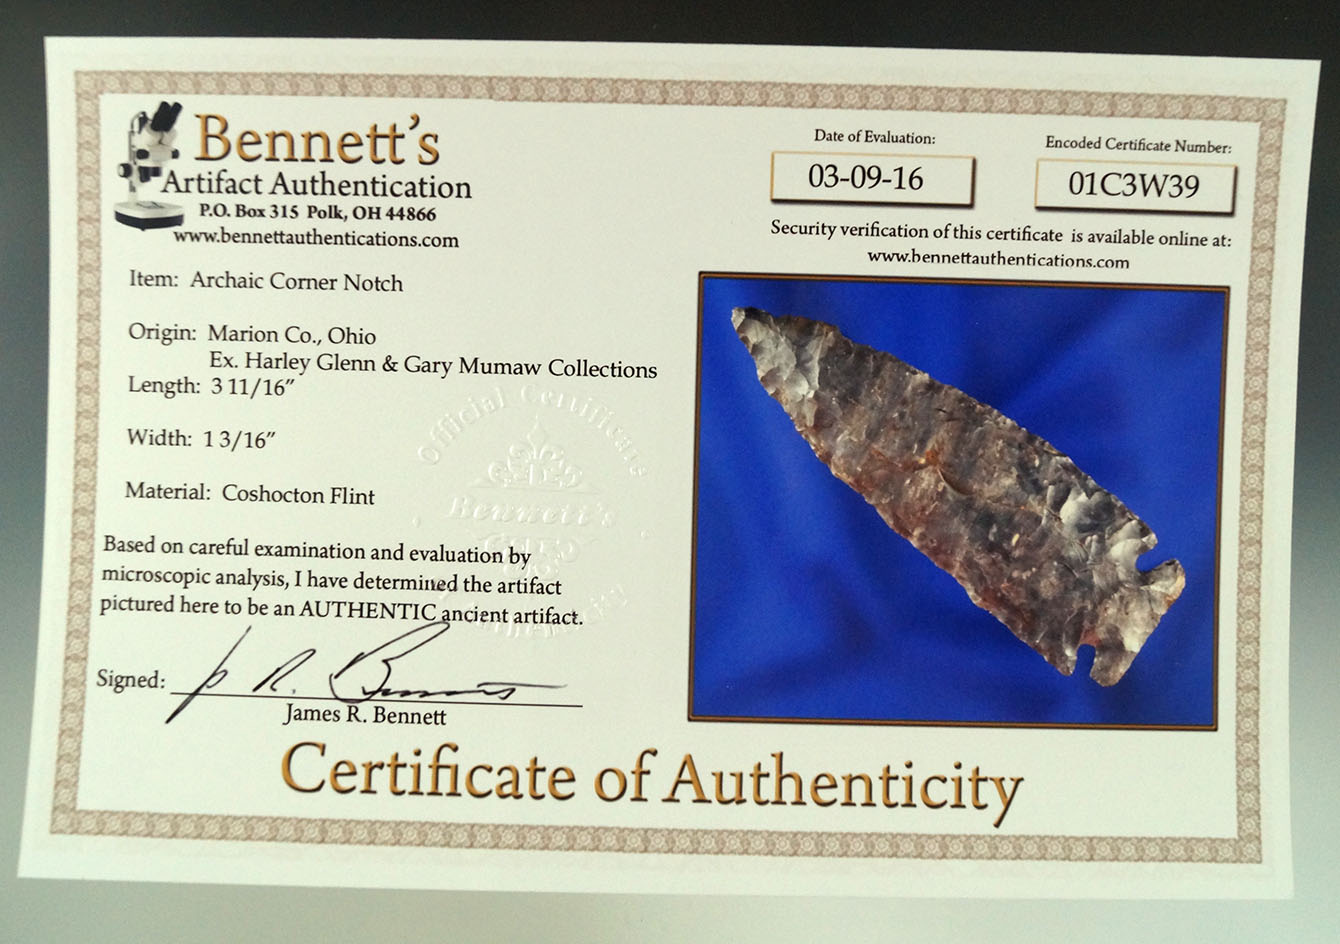 Bennett's
Artifact Authentication
P.O. Box 315 Polk, OH 44866
www.bennettauthentications.com
Date of Evaluation:
03-09-16
Encoded Certificate Number:
01C3W39
Security verification of this certificate is available online at:
www.bennettauthentications.com
Item: Archaic Corner Notch
Origin: Marion Co., Ohio
Ex. Harley Glenn & Gary Mumaw Collections
Length: 3 11/16"
Width: 1 3/16"
Material: Coshocton Flint
Official Certificate
Bennett's
Based on careful examination and evaluation by
microscopic analysis, I have determined the artifact
pictured here to be an AUTHENTIC ancient artifact.
Signed:
James R. Bennett
Certificate of Authenticity